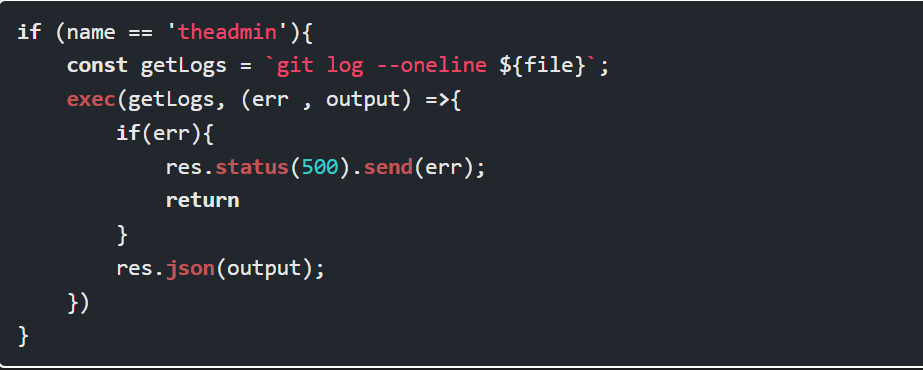 if (name == 'theadmin'){
    const getLogs = `git log --oneline ${file}`;
    exec(getLogs, (err , output) =>{
        if(err){
            res.status(500).send(err);
            return
        }
        res.json(output);
    })
}